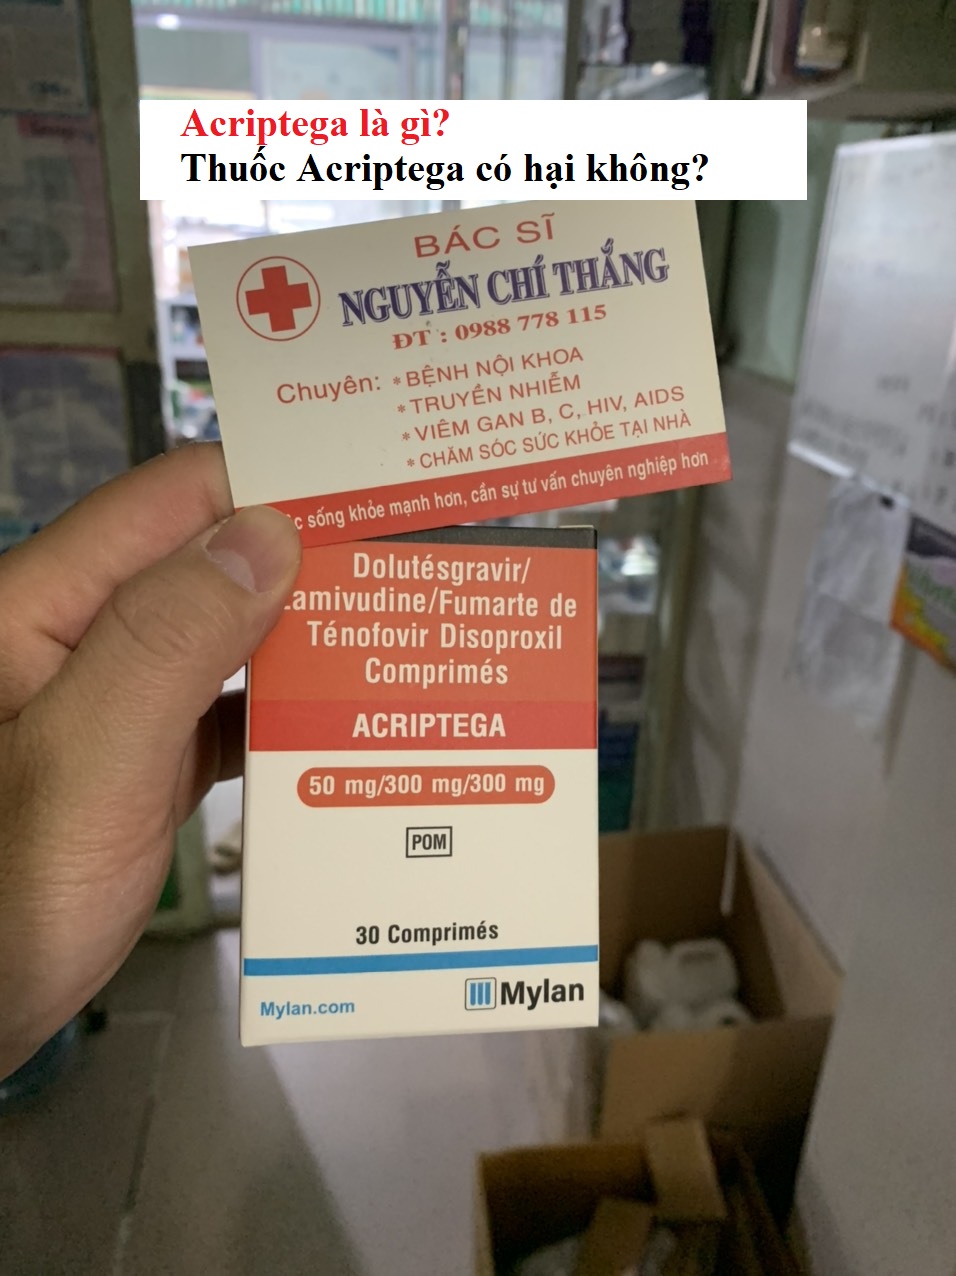 Acriptega là gì?
Thuốc Acriptega có hại không?
BÁC SĨ
NGUYỄN CHÍ THẮNG
ĐT : 0988 778 115
Chuyên: * BỆNH NỘI KHOA
* TRUYỀN NHIỄM
* VIÊM GAN B, C, HIV, AIDS
* CHĂM SÓC SỨC KHỎE TẠI NHÀ
sống khỏe mạnh hơn, cần sự tư vấn chuyên nghiệp hơn
Dolutésgravir/
amivudine/Fumarte de
Ténofovir Disoproxil
Comprimés
ACRIPTEGA
50 mg/300 mg/300 mg
POM
30 Comprimés
Mylan.com
Mylan